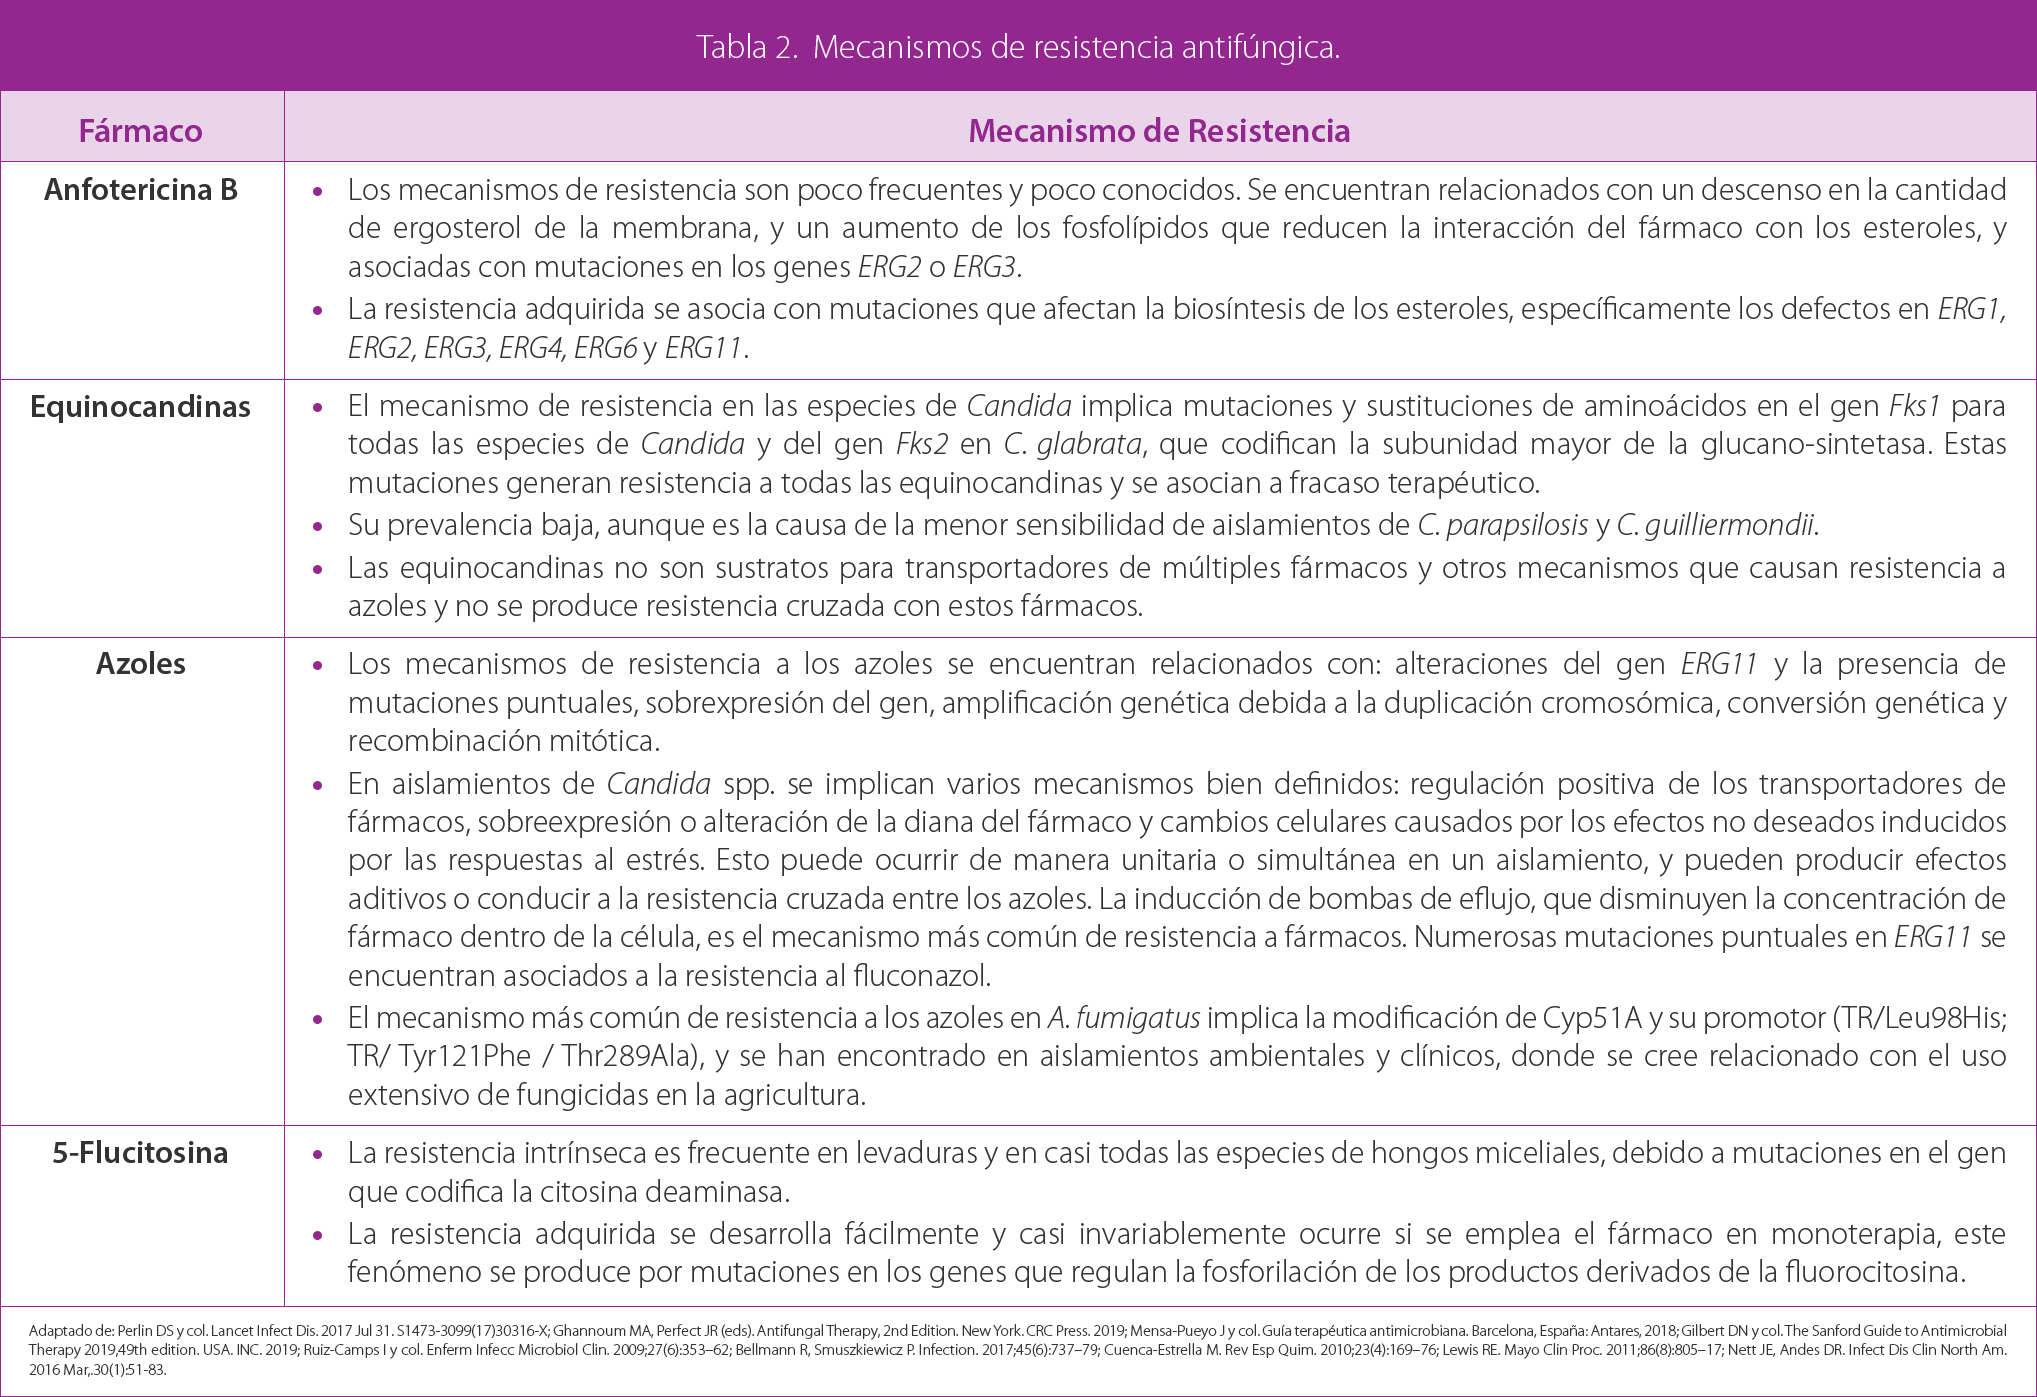 Tabla 2. Mecanismos de resistencia antifúngica.
Fármaco
Mecanismo de Resistencia
Anfotericina B
• Los mecanismos de resistencia son poco frecuentes y poco conocidos. Se encuentran relacionados con un descenso en la cantidad
de ergosterol de la membrana, y un aumento de los fosfolípidos que reducen la interacción del fármaco con los esteroles, y
asociadas con mutaciones en los genes ERG2 o ERG3.
• La resistencia adquirida se asocia con mutaciones que afectan la biosíntesis de los esteroles, específicamente los defectos en ERG1,
ERG2, ERG3, ERG4, ERG6 y ERG11.
Equinocandinas
• El mecanismo de resistencia en las especies de Candida implica mutaciones y sustituciones de aminoácidos en el gen Fks1 para
todas las especies de Candida y del gen Fks2 en C. glabrata, que codifican la subunidad mayor de la glucano-sintetasa. Estas
mutaciones generan resistencia a todas las equinocandinas y se asocian a fracaso terapéutico.
• Su prevalencia baja, aunque es la causa de la menor sensibilidad de aislamientos de C. parapsilosis y C. guilliermondii.
• Las equinocandinas no son sustratos para transportadores de múltiples fármacos y otros mecanismos que causan resistencia a
azoles y no se produce resistencia cruzada con estos fármacos.
Azoles
• Los mecanismos de resistencia a los azoles se encuentran relacionados con: alteraciones del gen ERG11 y la presencia de
mutaciones puntuales, sobrexpresión del gen, amplificación genética debida a la duplicación cromosómica, conversión genética y
recombinación mitótica.
• En aislamientos de Candida spp. se implican varios mecanismos bien definidos: regulación positiva de los transportadores de
fármacos, sobreexpresión o alteración de la diana del fármaco y cambios celulares causados por los efectos no deseados inducidos
por las respuestas al estrés. Esto puede ocurrir de manera unitaria o simultánea en un aislamiento, y pueden producir efectos
aditivos o conducir a la resistencia cruzada entre los azoles. La inducción de bombas de eflujo, que disminuyen la concentración de
fármaco dentro de la célula, es el mecanismo más común de resistencia a fármacos. Numerosas mutaciones puntuales en ERG11 se
encuentran asociados a la resistencia al fluconazol.
• El mecanismo más común de resistencia a los azoles en A. fumigatus implica la modificación de Cyp51A y su promotor (TR/Leu98His;
TR/ Tyr121Phe / Thr289Ala), y se han encontrado en aislamientos ambientales y clínicos, donde se cree relacionado con el uso
extensivo de fungicidas en la agricultura.
5-Flucitosina
• La resistencia intrínseca es frecuente en levaduras y en casi todas las especies de hongos miceliales, debido a mutaciones en el gen
que codifica la citosina deaminasa.
• La resistencia adquirida se desarrolla fácilmente y casi invariablemente ocurre si se emplea el fármaco en monoterapia, este
fenómeno se produce por mutaciones en los genes que regulan la fosforilación de los productos derivados de la fluorocitosina.
Adaptado de: Perlin DS y col. Lancet Infect Dis. 2017 Jul 31. S1473-3099(17)30316-X; Ghannoum MA, Perfect JR (eds). Antifungal Therapy, 2nd Edition. New York. CRC Press. 2019; Mensa-Pueyo J y col. Guía terapéutica antimicrobiana. Barcelona, España: Antares, 2018; Gilbert DN y col. The Sanford Guide to Antimicrobial
Therapy 2019,49th edition. USA. INC. 2019; Ruiz-Camps I y col. Enferm Infecc Microbiol Clin. 2009;27(6):353–62; Bellmann R, Smuszkiewicz P. Infection. 2017;45(6):737–79; Cuenca-Estrella M. Rev Esp Quim. 2010;23(4):169–76; Lewis RE. Mayo Clin Proc. 2011;86(8):805–17; Nett JE, Andes DR. Infect Dis Clin North Am.
2016 Mar,.30(1):51-83.